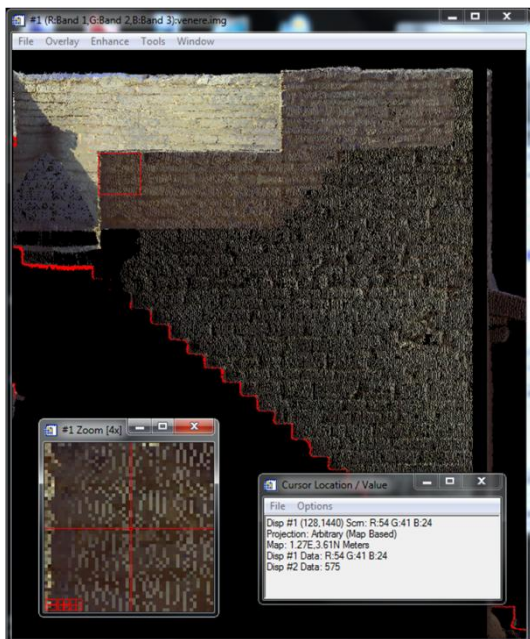 #1 (R:Band 1,G:Band 2,B:Band 3):venere.img
File Overlay Enhance Tools Window
#1 Zoom [4x]
Cursor Location / Value
File Options
Disp #1 (128,1440) Scrn: R:54 G:41 B:24
Projection: Arbitrary (Map Based)
Map: 1.27E,3.61N Meters
Disp #1 Data: R:54 G:41 B:24
Disp #2 Data: 575